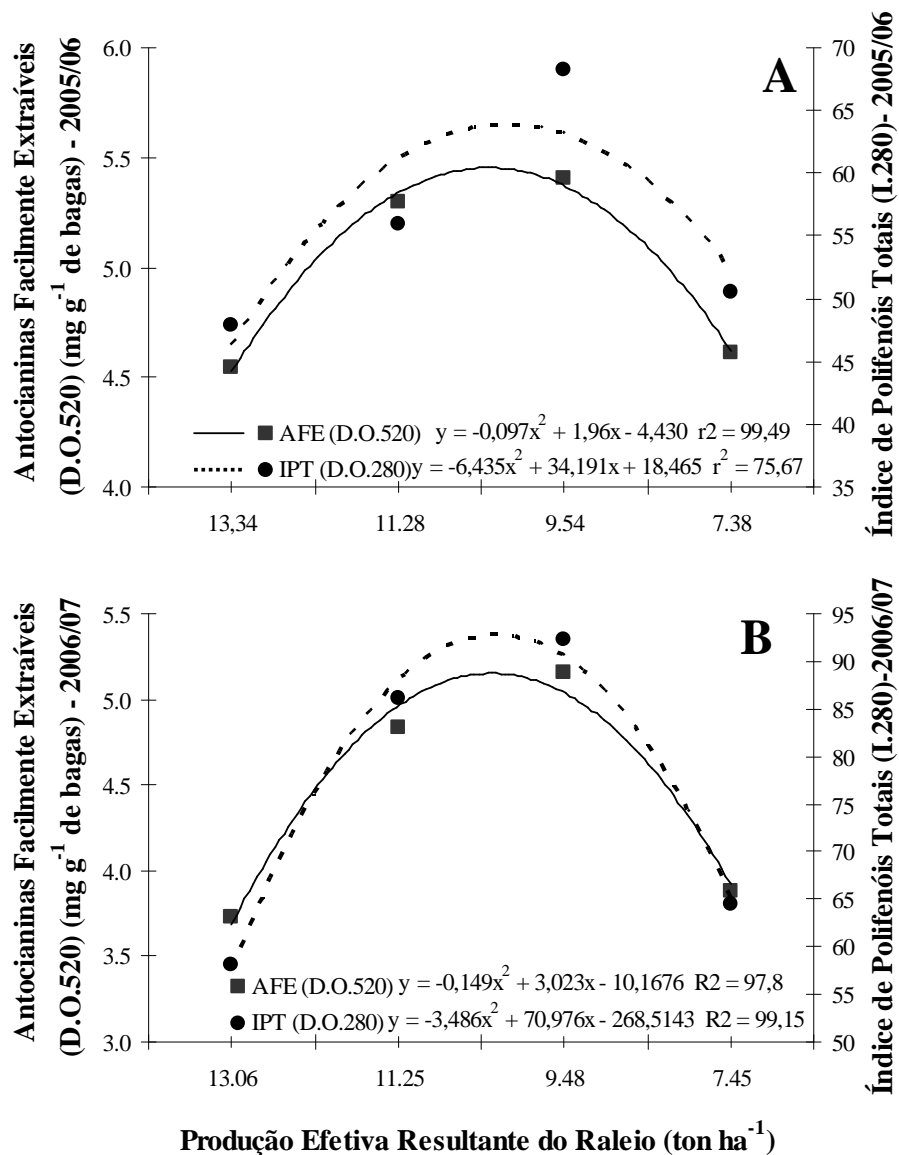 Antocianinas Facilmente Extraíveis
(D.O.520) (mg g⁻¹ de bagas) - 2005/06
6.0
5.5
5.0
4.5
4.0
A
70
65
60
55
50
45
40
35
Índice de Polifenóis Totais (I.280)- 2005/06
AFE (D.O.520) y = -0,097x² + 1,96x - 4,430 r2 = 99,49
IPT (D.O.280) y = -6,435x² + 34,191x + 18,465 r² = 75,67
13,34 11.28 9.54 7.38
Antocianinas Facilmente Extraíveis
(D.O.520) (mg g⁻¹ de bagas) - 2006/07
5.5
5.0
4.5
4.0
3.5
3.0
B
95
90
85
80
75
70
65
60
55
50
Índice de Polifenóis Totais (I.280)-2006/07
AFE (D.O.520) y = -0,149x² + 3,023x - 10,1676 R2 = 97,8
IPT (D.O.280) y = -3,486x² + 70,976x - 268,5143 R2 = 99,15
13.06 11.25 9.48 7.45
Produção Efetiva Resultante do Raleio (ton ha⁻¹)